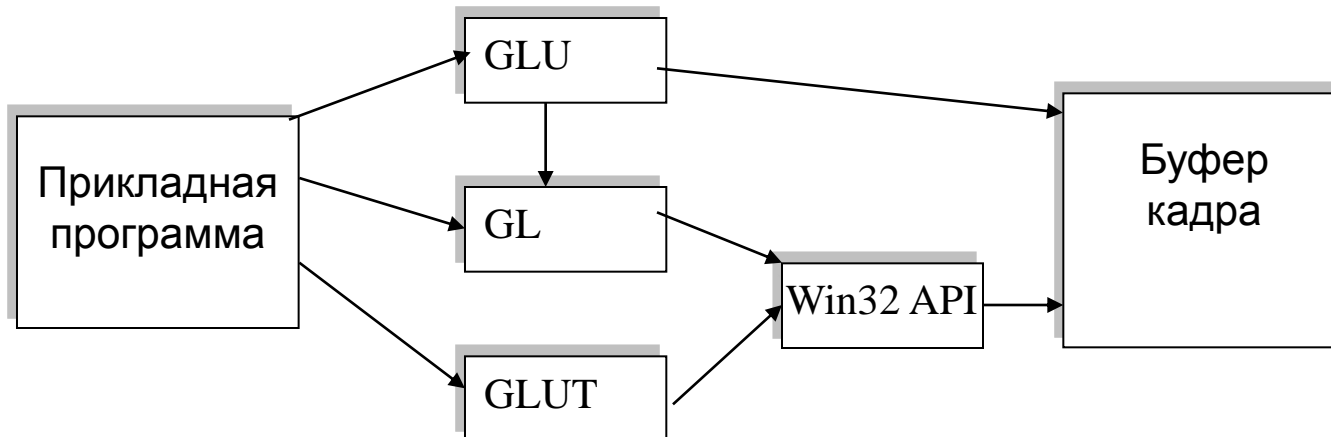 GLU
Прикладная
программа
GL
GLUT
Win32 API
Буфер
кадра